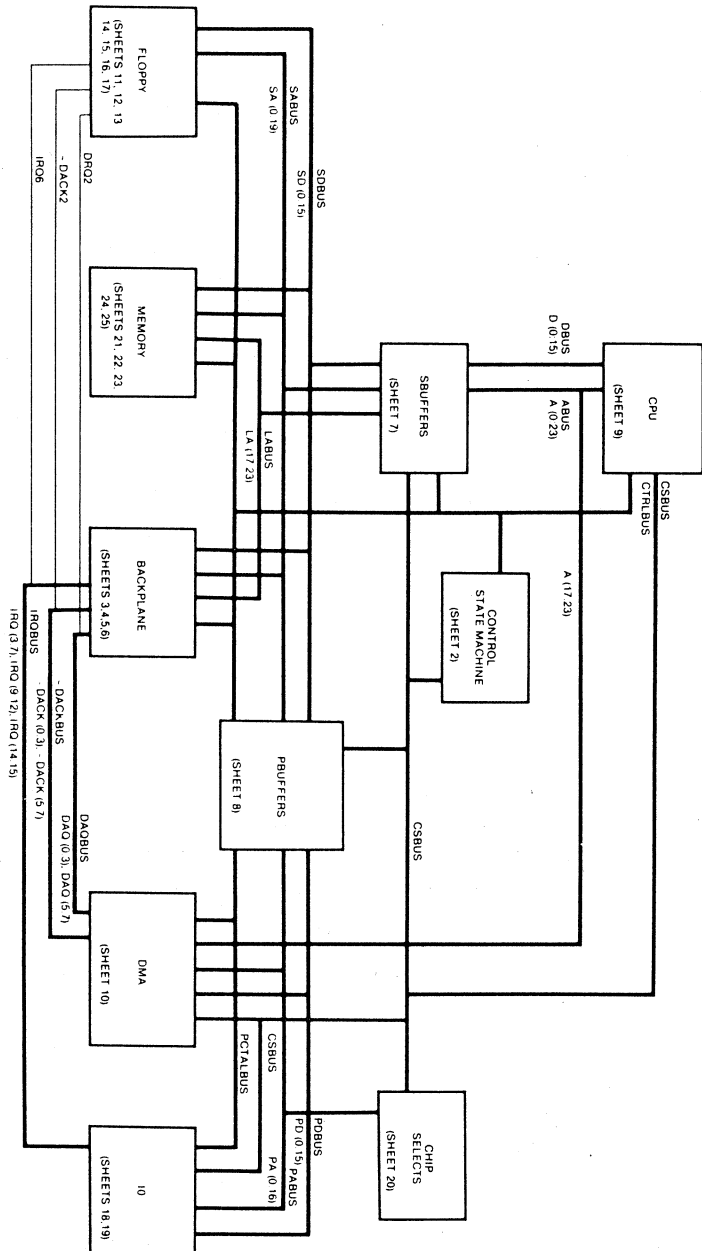 CPU
(SHEET 9)
CSBUS
CTRLBUS
DBUS
D (0:15)
ABUS
A (0:23)
A (17:23)
SBUFFERS
(SHEET 7)
CONTROL
STATE MACHINE
(SHEET 2)
CSBUS
CHIP
SELECTS
(SHEET 20)
SDBUS
SD (0:15)
SABUS
SA (0:19)
LABUS
LA (17:23)
PBUFFERS
(SHEET 8)
PDBUS
PD (0:15)
PABUS
PA (0:16)
CSBUS
PCTALBUS
FLOPPY
(SHEETS 11, 12, 13
14, 15, 16, 17)
MEMORY
(SHEETS 21, 22, 23,
24, 25)
BACKPLANE
(SHEETS 3,4,5,6)
DMA
(SHEET 10)
IO
(SHEETS 18,19)
DRQ2
- DACK2
IRQ6
DAQBUS
DAQ (0:3), DAQ (5:7)
- DACKBUS
- DACK (0:3), - DACK (5:7)
IRQBUS
IRQ (3:7), IRQ (9:12), IRQ (14:15)